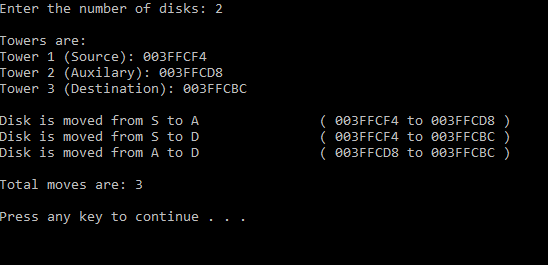 Enter the number of disks: 2
Towers are:
Tower 1 (Source): 003FFCF4
Tower 2 (Auxilary): 003FFCD8
Tower 3 (Destination): 003FFCBC
Disk is moved from S to A ( 003FFCF4 to 003FFCD8 )
Disk is moved from S to D ( 003FFCF4 to 003FFCBC )
Disk is moved from A to D ( 003FFCD8 to 003FFCBC )
Total moves are: 3
Press any key to continue . . .